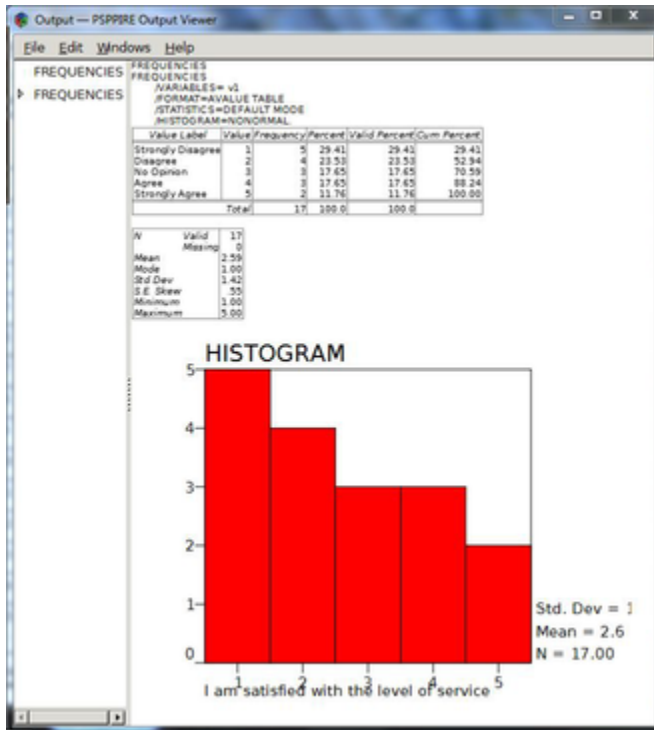 Output — PSPPIRE Output Viewer
File Edit Windows Help
FREQUENCIES
FREQUENCIES
FREQUENCIES
FREQUENCIES
/VARIABLES= v1
/FORMAT=AVALUE TABLE
/STATISTICS=DEFAULT MODE
/HISTOGRAM=NONORMAL.
Value Label Value Frequency Percent Valid Percent Cum Percent
Strongly Disagree 1 5 29.41 29.41 29.41
Disagree 2 4 23.53 23.53 52.94
No Opinion 3 3 17.65 17.65 70.59
Agree 4 3 17.65 17.65 88.24
Strongly Agree 5 2 11.76 11.76 100.00
Total 17 100.0 100.0
N Valid 17
Missing 0
Mean 2.59
Mode 1.00
Std Dev 1.42
S.E. Skew .55
Minimum 1.00
Maximum 5.00
HISTOGRAM
5
4
3
2
1
0
Std. Dev = 1
Mean = 2.6
N = 17.00
1 2 3 4 5
I am satisfied with the level of service